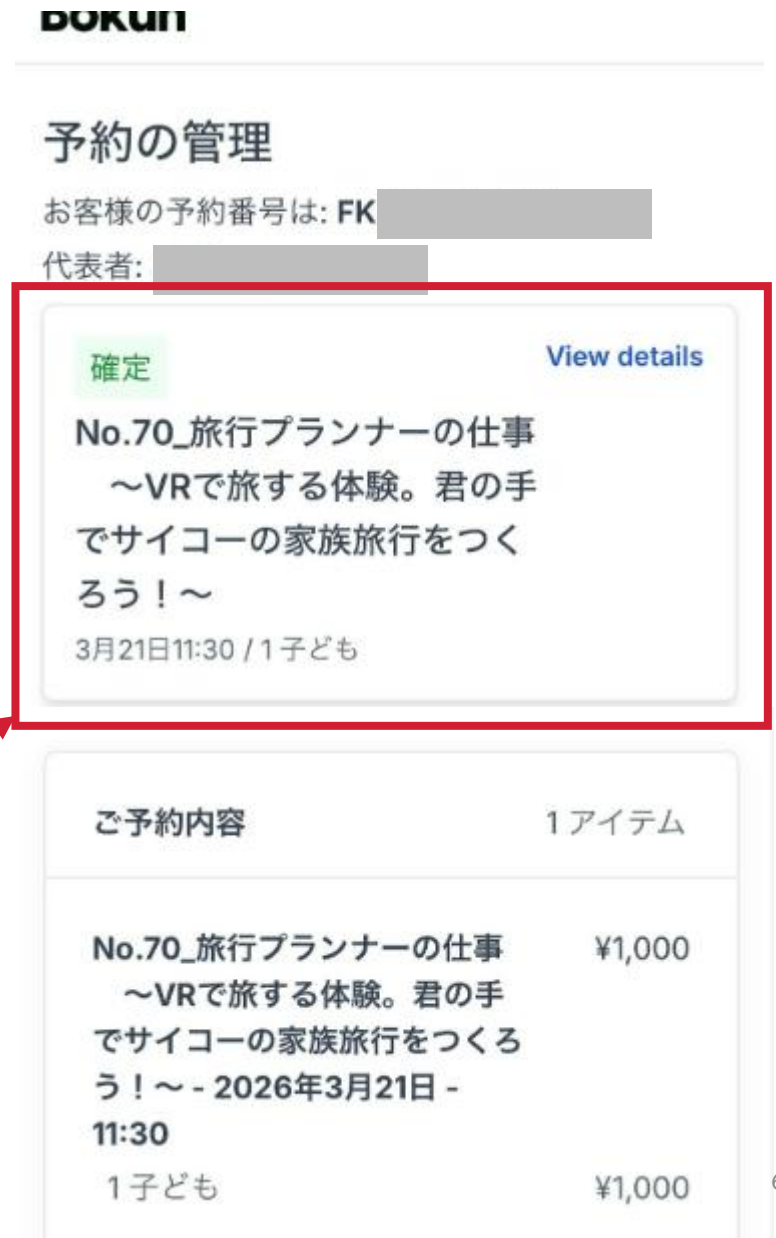 Bokun
予約の管理
お客様の予約番号は: FK
代表者:
確定
View details
No.70_旅行プランナーの仕事
～VRで旅する体験。君の手
でサイコーの家族旅行をつく
ろう！～
3月21日11:30 / 1 子ども
ご予約内容
1 アイテム
No.70_旅行プランナーの仕事
¥1,000
～VRで旅する体験。君の手
でサイコーの家族旅行をつくろ
う！～ - 2026年3月21日 -
11:30
1 子ども
¥1,000